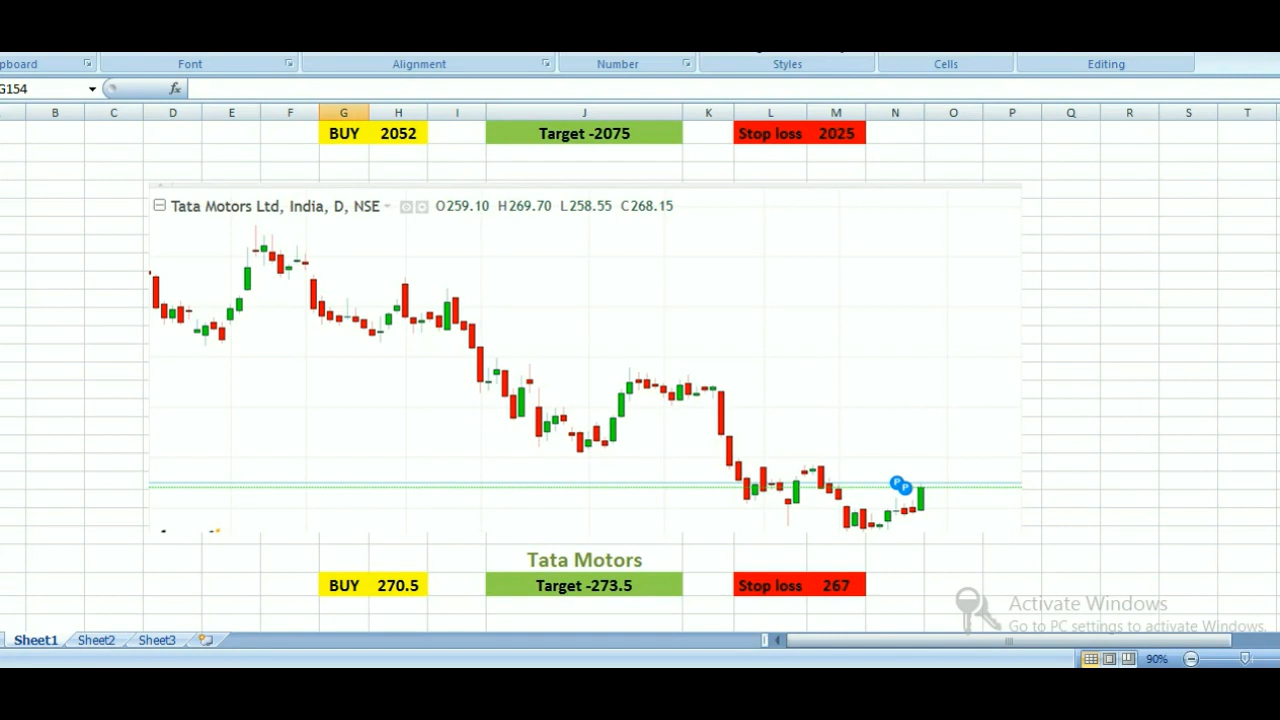 pboard Font Alignment Number Styles Cells Editing
G154 fx
B C D E F G H I J K L M N O P Q R S T
BUY 2052 Target -2075 Stop loss 2025
Tata Motors Ltd, India, D, NSE O259.10 H269.70 L258.55 C268.15
P
P
Tata Motors
BUY 270.5 Target -273.5 Stop loss 267
Activate Windows
Go to PC settings to activate Windows.
Sheet1 Sheet2 Sheet3
90%